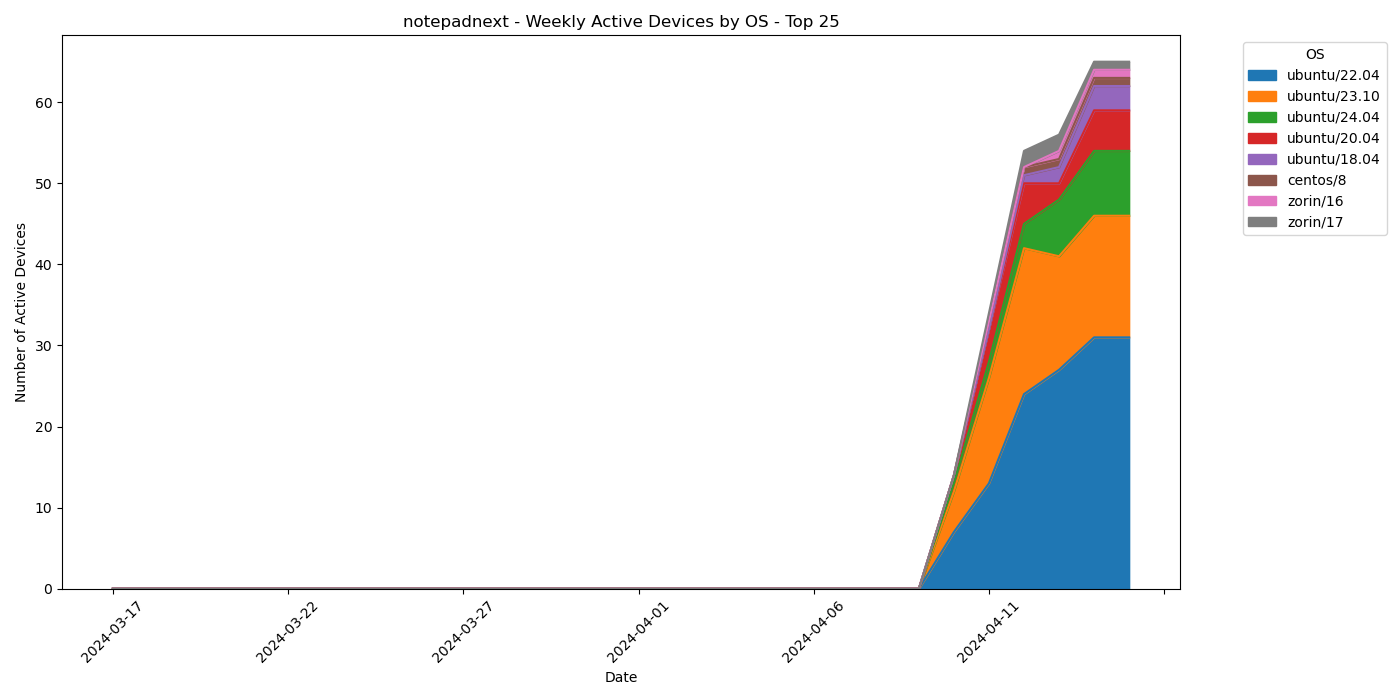 notepadnext - Weekly Active Devices by OS - Top 25
Number of Active Devices
60
50
40
30
20
10
0
2024-03-17
2024-03-22
2024-03-27
2024-04-01
2024-04-06
2024-04-11
Date
OS
ubuntu/22.04
ubuntu/23.10
ubuntu/24.04
ubuntu/20.04
ubuntu/18.04
centos/8
zorin/16
zorin/17